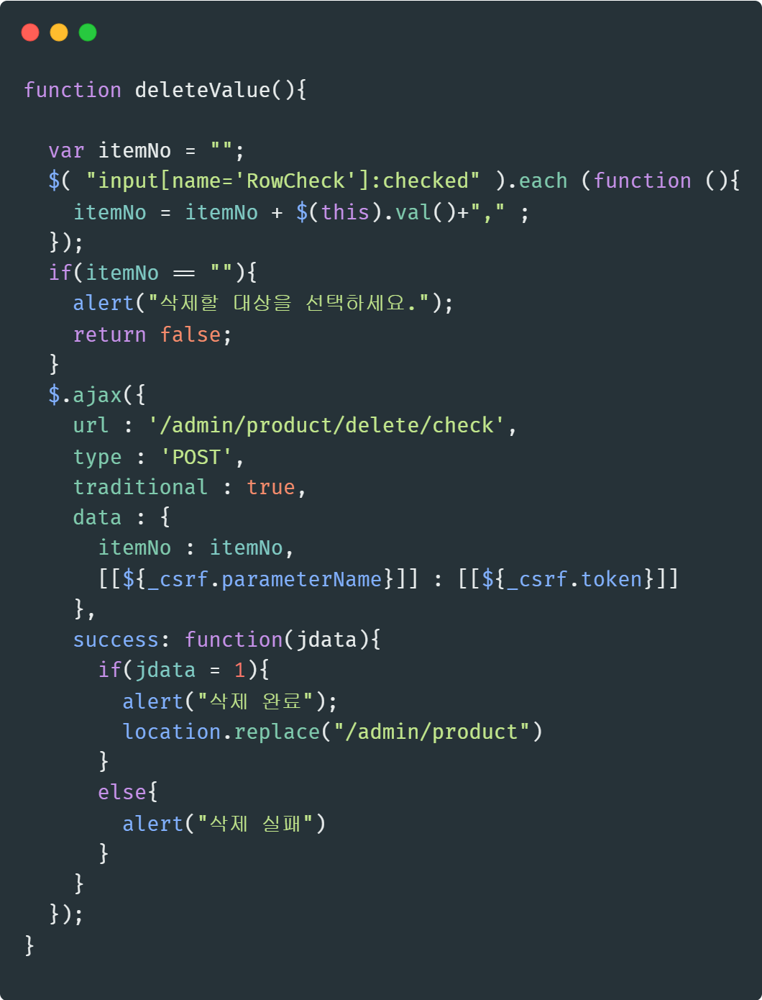 function deleteValue(){
var itemNo = "";
$( "input[name='RowCheck']:checked" ).each (function (){
itemNo = itemNo + $(this).val()+"," ;
});
if(itemNo == ""){
alert("삭제할 대상을 선택하세요.");
return false;
}
$.ajax({
url : '/admin/product/delete/check',
type : 'POST',
traditional : true,
data : {
itemNo : itemNo,
[[${_csrf.parameterName}]] : [[${_csrf.token}]]
},
success: function(jdata){
if(jdata = 1){
alert("삭제 완료");
location.replace("/admin/product")
}
else{
alert("삭제 실패")
}
}
});
}